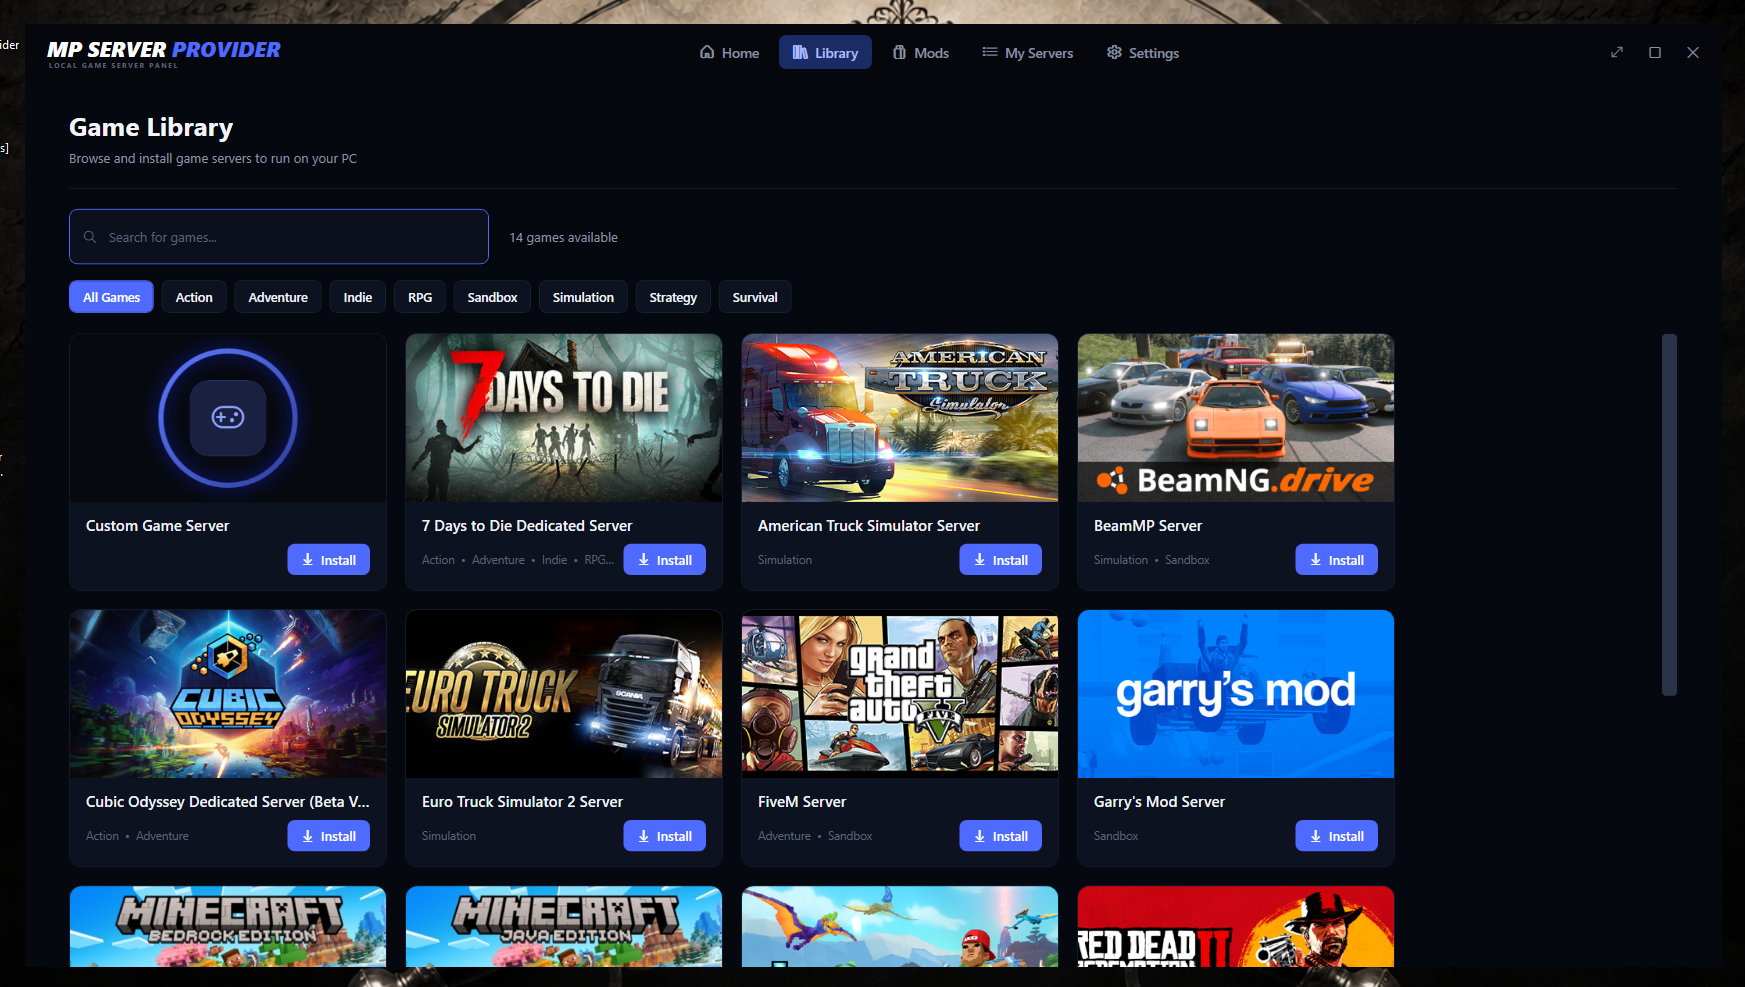 ider
s]
MP SERVER PROVIDER
LOCAL GAME SERVER PANEL
Home
Library
Mods
My Servers
Settings
Game Library
Browse and install game servers to run on your PC
Search for games...
14 games available
All Games
Action
Adventure
Indie
RPG
Sandbox
Simulation
Strategy
Survival
7 DAYS TO DIE
AMERICAN
TRUCK
Simulator
BeamNG.drive
Custom Game Server
Install
7 Days to Die Dedicated Server
Action • Adventure • Indie • RPG...
Install
American Truck Simulator Server
Simulation
Install
BeamMP Server
Simulation • Sandbox
Install
CUBIC
ODYSSEY
EURO TRUCK
SIMULATOR 2
SCANIA
grand
theft
auto
V
FIVE
garry's mod
Cubic Odyssey Dedicated Server (Beta V...
Action • Adventure
Install
Euro Truck Simulator 2 Server
Simulation
Install
FiveM Server
Adventure • Sandbox
Install
Garry's Mod Server
Sandbox
Install
MINECRAFT
BEDROCK EDITION
MINECRAFT
JAVA EDITION
RED DEAD
REDEMPTION II